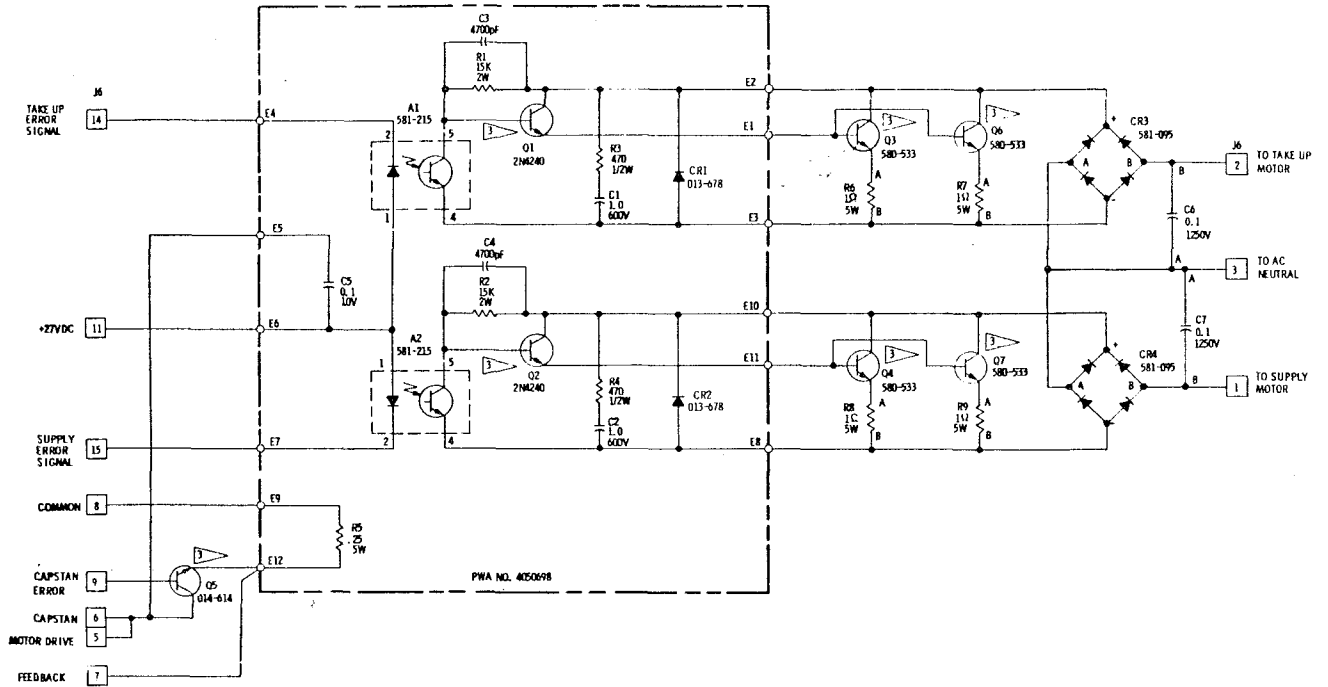 C3
4700pF
R1
15K
2W
J6
TAKE UP
ERROR
SIGNAL
14
E4
A1
581-215
2
5
3
Q1
2N4240
R3
470
1/2W
C1
1.0
600V
CR1
013-678
1
4
E2
E1
E3
3
Q3
580-533
3
Q6
580-533
A
R6
1Ω
5W
B
A
R7
1Ω
5W
B
CR3
581-095
+
A
B
-
B
J6
2
TO TAKE UP
MOTOR
C6
0.1
1250V
A
A
3
TO AC
NEUTRAL
E5
C5
0.1
10V
C4
4700pF
R2
15K
2W
+27VDC
11
E6
A2
581-215
1
5
3
Q2
2N4240
R4
470
1/2W
C2
1.0
600V
CR2
013-678
2
4
E10
E11
E8
3
Q4
580-533
3
Q7
580-533
A
R8
5W
B
A
R9
1Ω
5W
B
C7
0.1
1250V
CR4
581-095
+
A
B
-
B
1
TO SUPPLY
MOTOR
SUPPLY
ERROR
SIGNAL
15
E7
COMMON
8
E9
R5
.25
5W
E12
3
CAPSTAN
ERROR
9
Q5
014-614
PWA NO. 4050698
CAPSTAN
6
MOTOR DRIVE
5
FEEDBACK
7